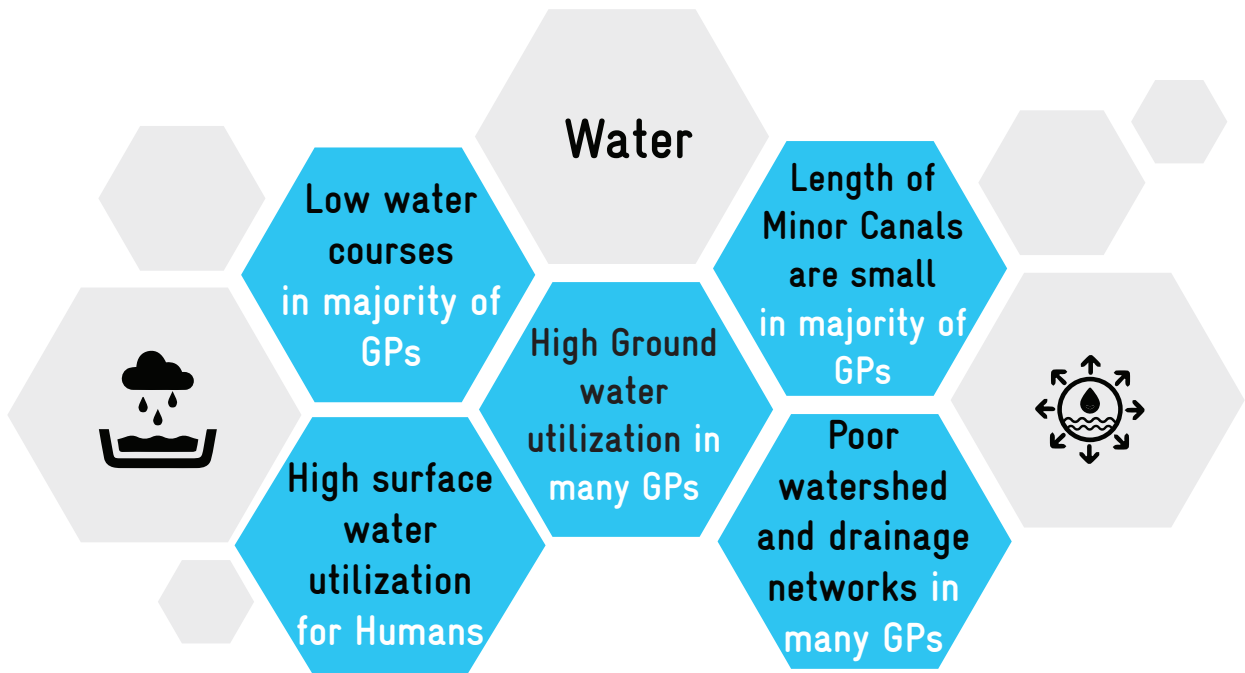 Water
Low water
courses
in majority of
GPs
Length of
Minor Canals
are small
in majority of
GPs
High Ground
water
utilization in
many GPs
High surface
water
utilization
for Humans
Poor
watershed
and drainage
networks in
many GPs